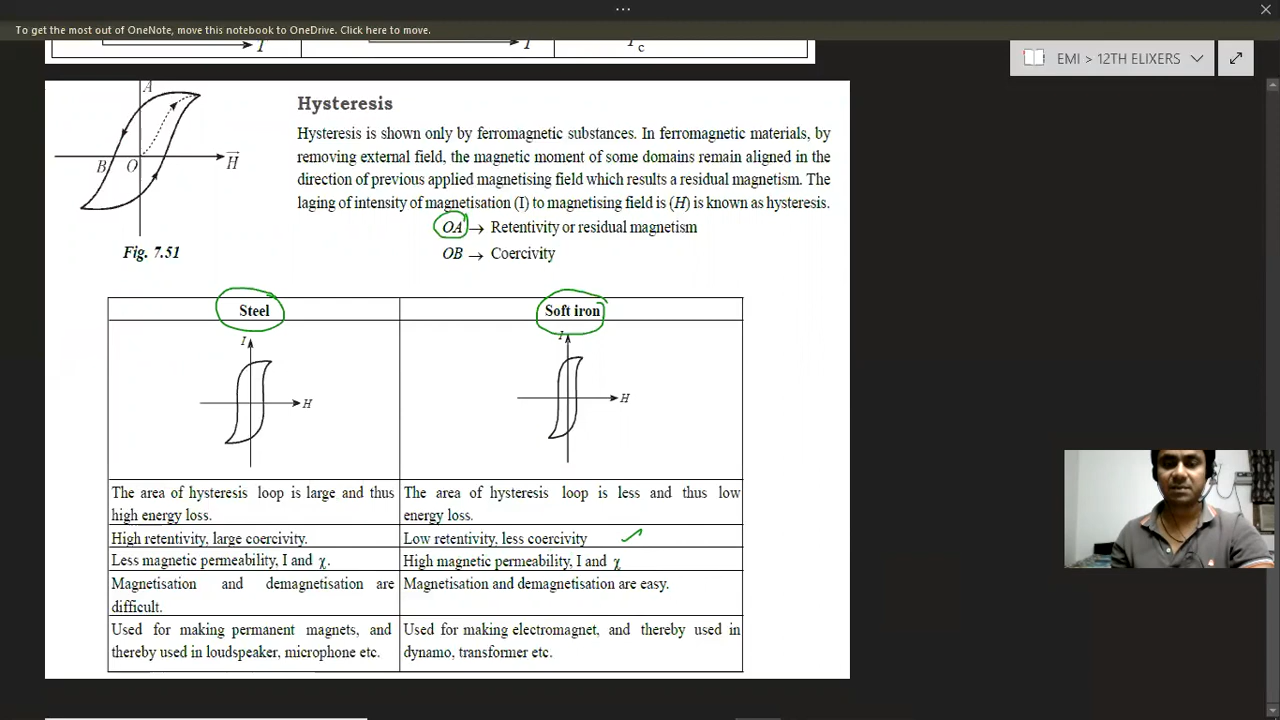 To get the most out of OneNote, move this notebook to OneDrive. Click here to move.
EMI > 12TH ELIXERS
T
T
T c
A
B
O
H
Fig. 7.51
Hysteresis
Hysteresis is shown only by ferromagnetic substances. In ferromagnetic materials, by
removing external field, the magnetic moment of some domains remain aligned in the
direction of previous applied magnetising field which results a residual magnetism. The
laging of intensity of magnetisation (I) to magnetising field is (H) is known as hysteresis.
OA → Retentivity or residual magnetism
OB → Coercivity
Steel
Soft iron
I
H
I
H
The area of hysteresis loop is large and thus
high energy loss.
The area of hysteresis loop is less and thus low
energy loss.
High retentivity, large coercivity.
Low retentivity, less coercivity
Less magnetic permeability, I and χ.
High magnetic permeability, I and χ
Magnetisation and demagnetisation are
difficult.
Magnetisation and demagnetisation are easy.
Used for making permanent magnets, and
thereby used in loudspeaker, microphone etc.
Used for making electromagnet, and thereby used in
dynamo, transformer etc.